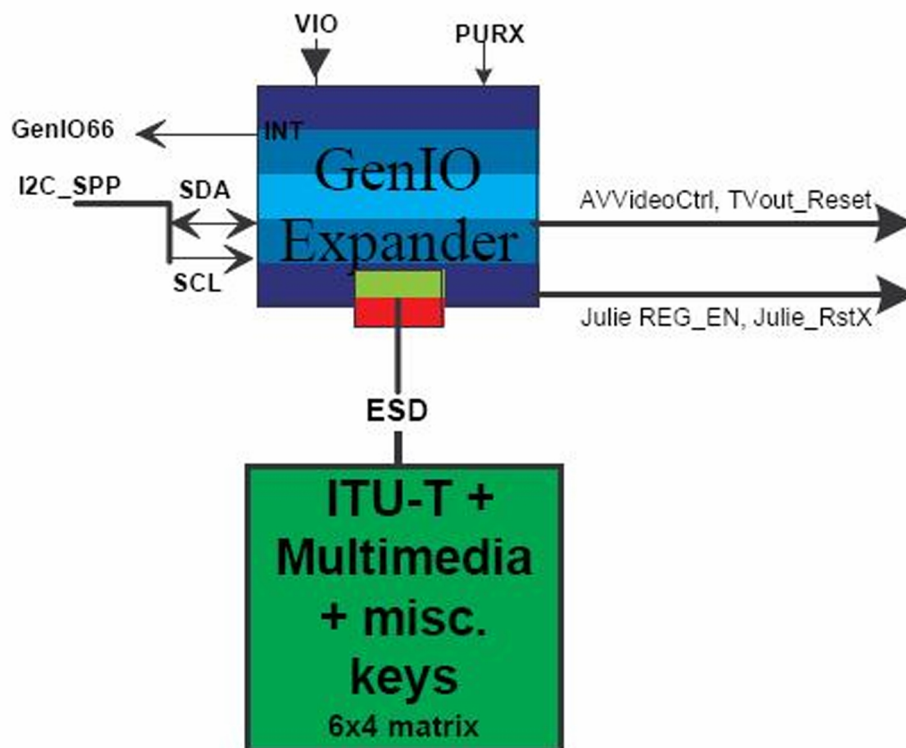 VIO
PURX
GenIO66
INT
GenIO
I2C_SPP
SDA
AVVideoCtrl, TVout_Reset
Expander
SCL
Julie REG_EN, Julie_RstX
ESD
ITU-T +
Multimedia
+ misc.
keys
6x4 matrix